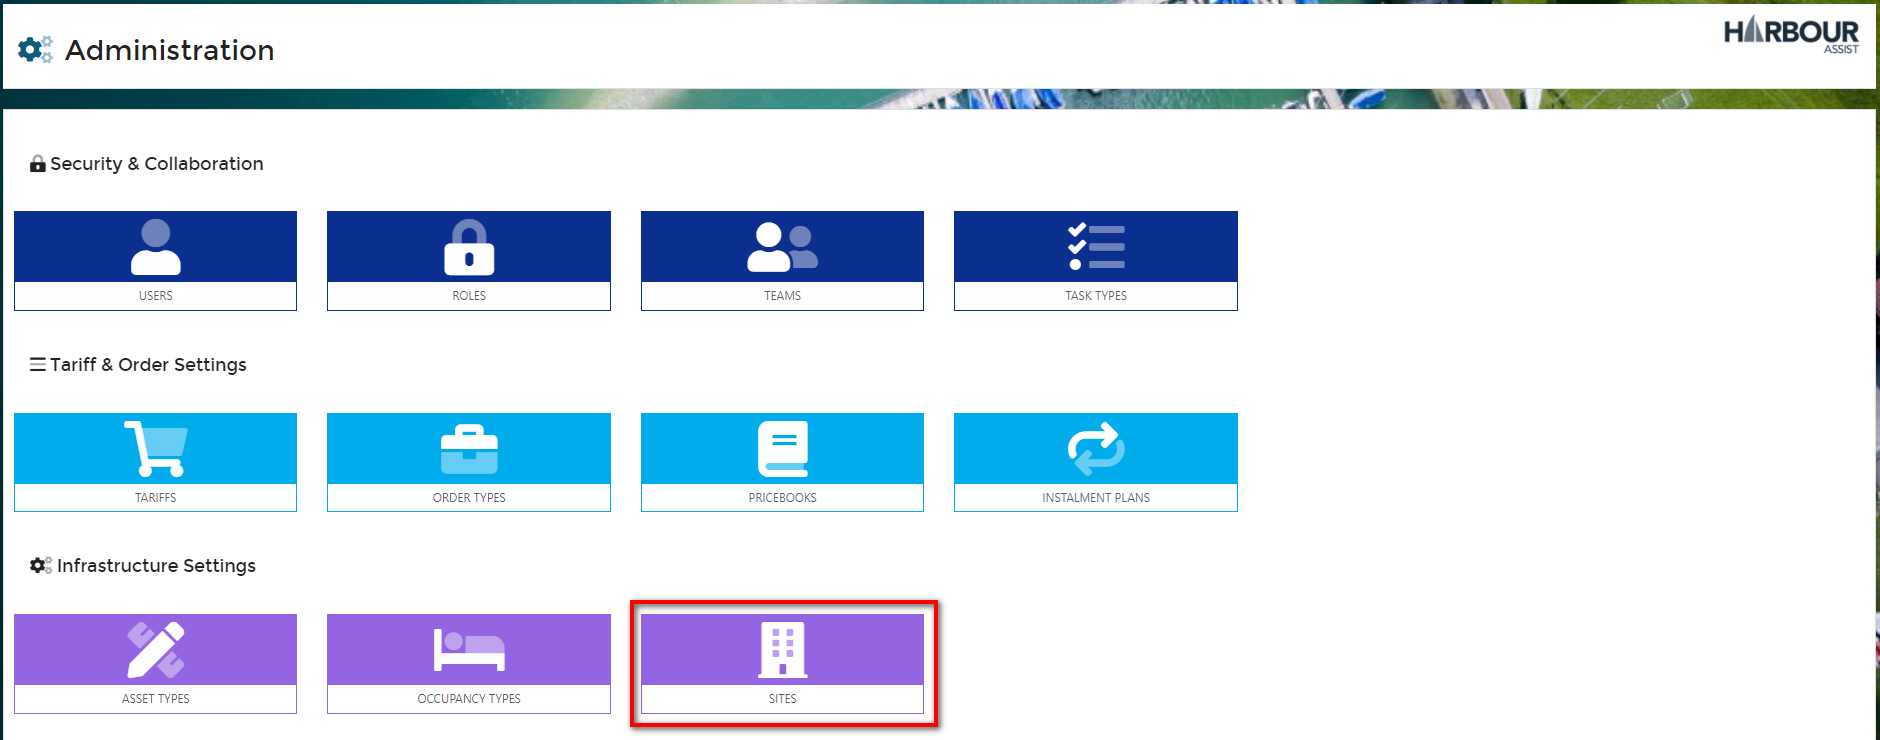 Administration
HARBOUR
ASSIST
Security & Collaboration
USERS
ROLES
TEAMS
TASK TYPES
Tariff & Order Settings
TARIFFS
ORDER TYPES
PRICEBOOKS
INSTALMENT PLANS
Infrastructure Settings
ASSET TYPES
OCCUPANCY TYPES
SITES